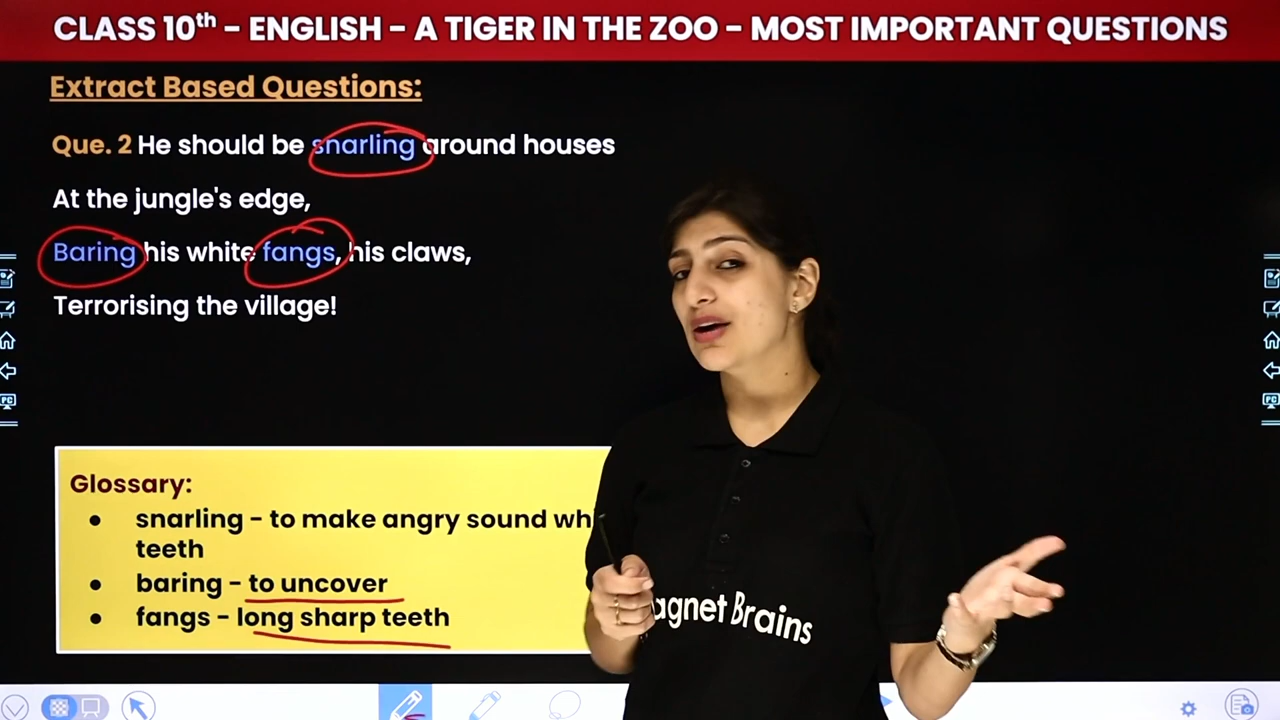 CLASS 10th – ENGLISH – A TIGER IN THE ZOO – MOST IMPORTANT QUESTIONS
Extract Based Questions:
Que. 2 He should be snarling around houses
At the jungle's edge,
Baring his white fangs, his claws,
Terrorising the village!
Glossary:
● snarling – to make angry sound
teeth
● baring – to uncover
● fangs – long sharp teeth
Brains
PC
PC